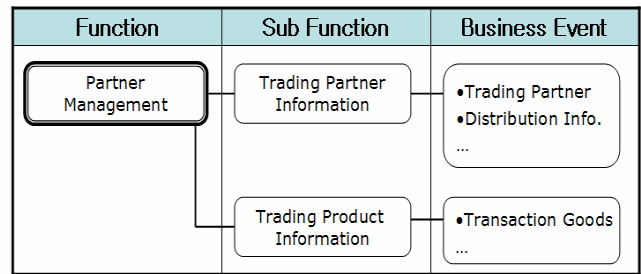 Function Sub Function Business Event
Partner
Management
Trading Partner
Information
•Trading Partner
•Distribution Info.
...
Trading Product
Information
•Transaction Goods
...